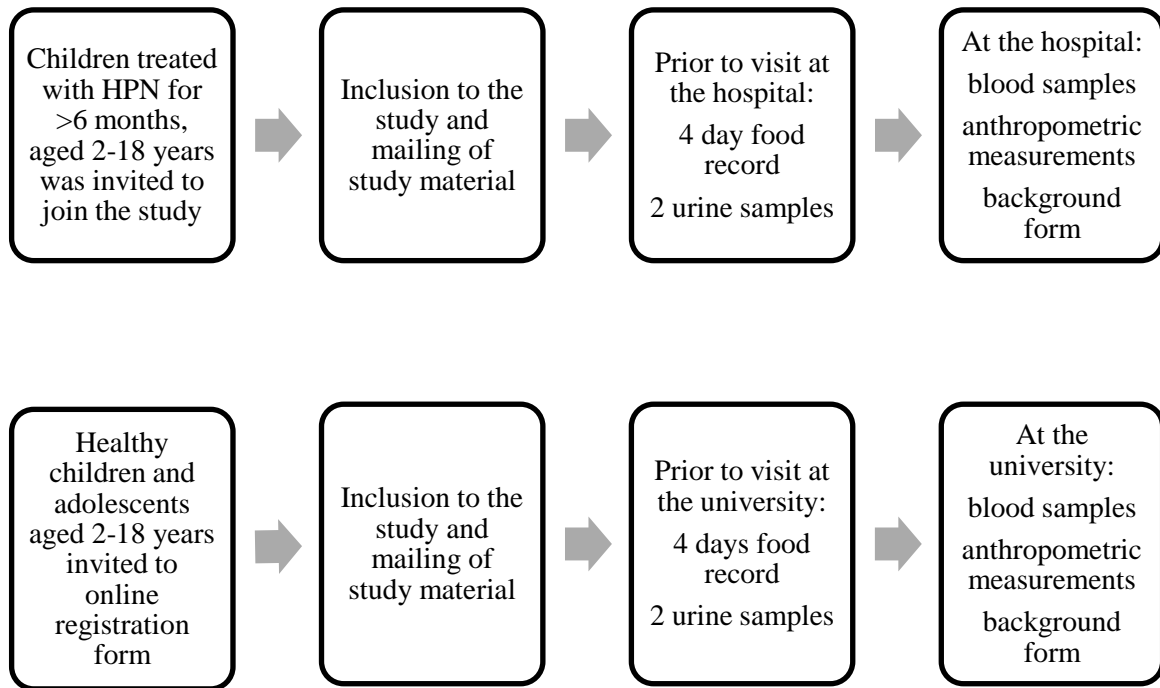 Children treated
with HPN for
>6 months,
aged 2-18 years
was invited to
join the study
Inclusion to the
study and
mailing of
study material
Prior to visit at
the hospital:
4 day food
record
2 urine samples
At the hospital:
blood samples
anthropometric
measurements
background
form
Healthy
children and
adolescents
aged 2-18 years
invited to
online
registration
form
Inclusion to the
study and
mailing of
study material
Prior to visit at
the university:
4 days food
record
2 urine samples
At the
university:
blood samples
anthropometric
measurements
background
form